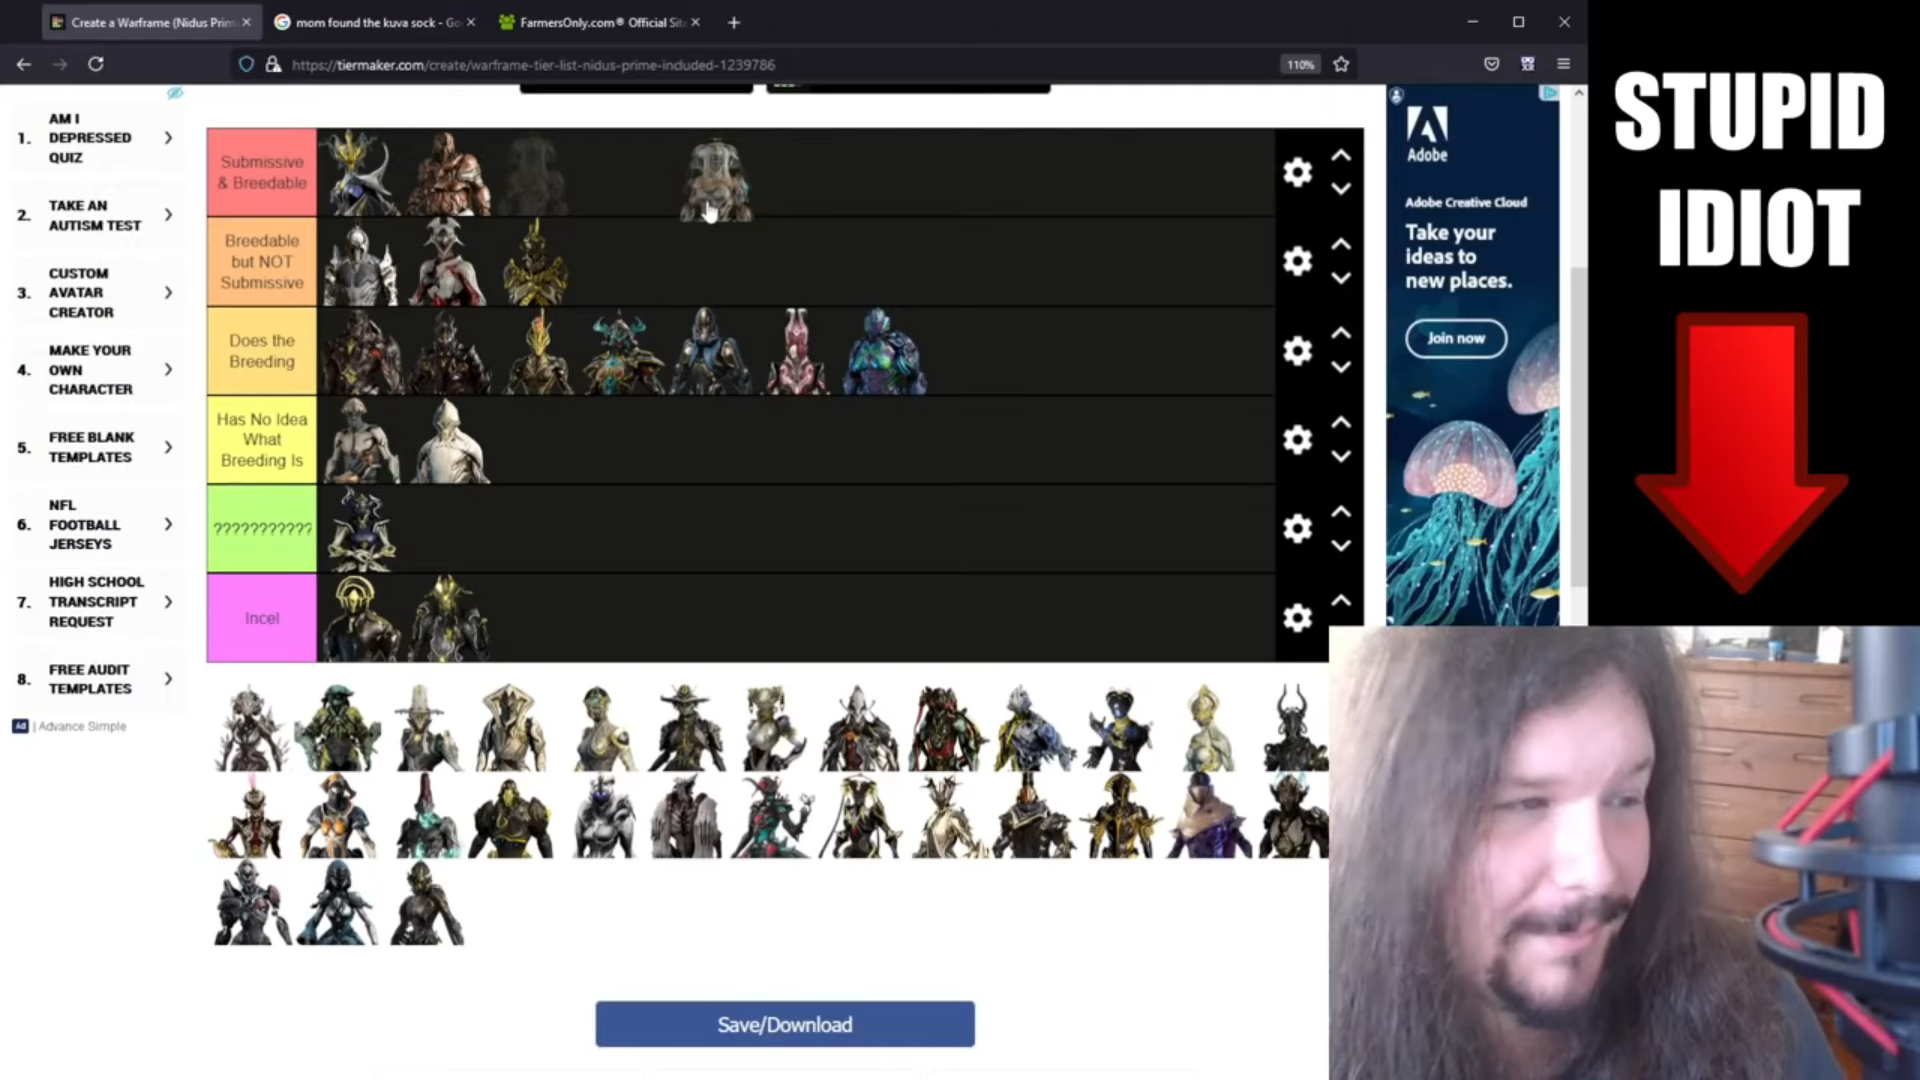 Create a Warframe (Nidus Prim
mom found the kuva sock - Go
FarmersOnly.com® Official Sit
https://tiermaker.com/create/warframe-tier-list-nidus-prime-included-1239786
110%
1. AM I
DEPRESSED
QUIZ
2. TAKE AN
AUTISM TEST
3. CUSTOM
AVATAR
CREATOR
4. MAKE YOUR
OWN
CHARACTER
5. FREE BLANK
TEMPLATES
6. NFL
FOOTBALL
JERSEYS
7. HIGH SCHOOL
TRANSCRIPT
REQUEST
8. FREE AUDIT
TEMPLATES
Ad | Advance Simple
Submissive
& Breedable
Breedable
but NOT
Submissive
Does the
Breeding
Has No Idea
What
Breeding Is
???????????
Incel
Save/Download
Adobe
Adobe Creative Cloud
Take your
ideas to
new places.
Join now
STUPID
IDIOT